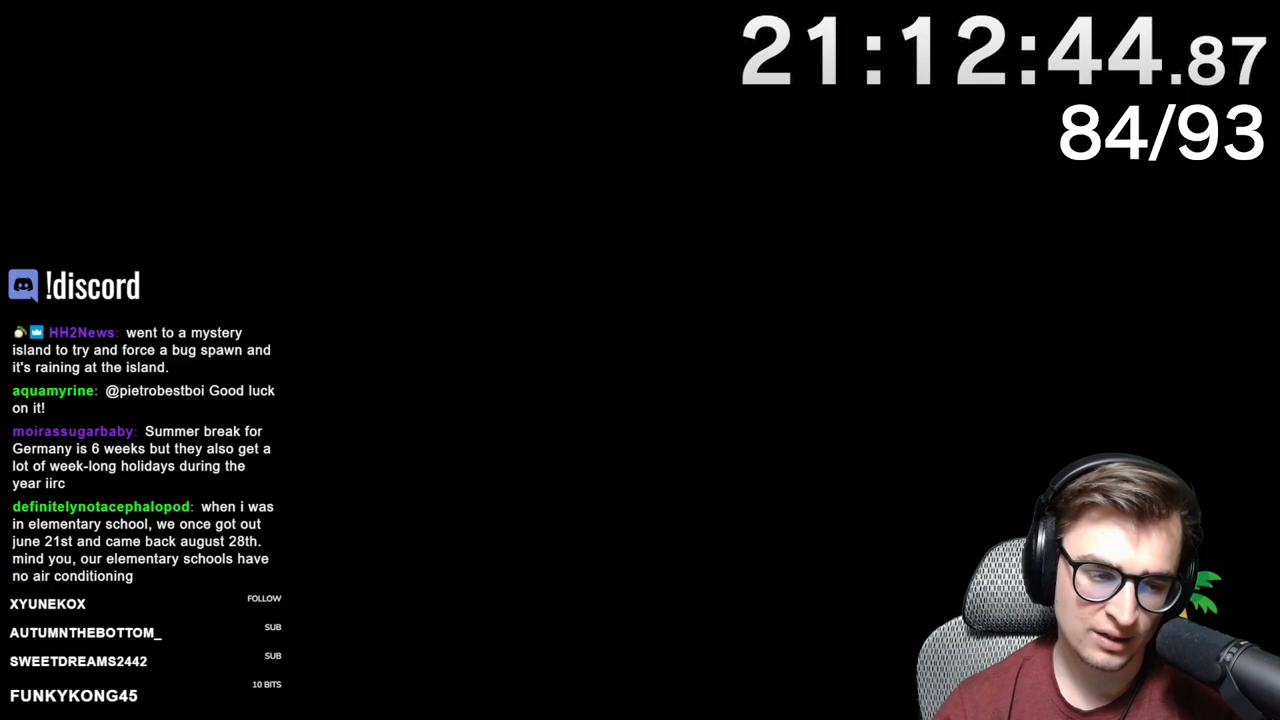 21:12:44.87
84/93
!discord
HH2News: went to a mystery
island to try and force a bug spawn and
it's raining at the island.
aquamyrine: @pietrobestboi Good luck
on it!
moirassugarbaby: Summer break for
Germany is 6 weeks but they also get a
lot of week-long holidays during the
year iirc
definitelynotacephalopod: when i was
in elementary school, we once got out
june 21st and came back august 28th.
mind you, our elementary schools have
no air conditioning
XYUNEKOX FOLLOW
AUTUMNTHEBOTTOM_ SUB
SWEETDREAMS2442 SUB
FUNKYKONG45 10 BITS